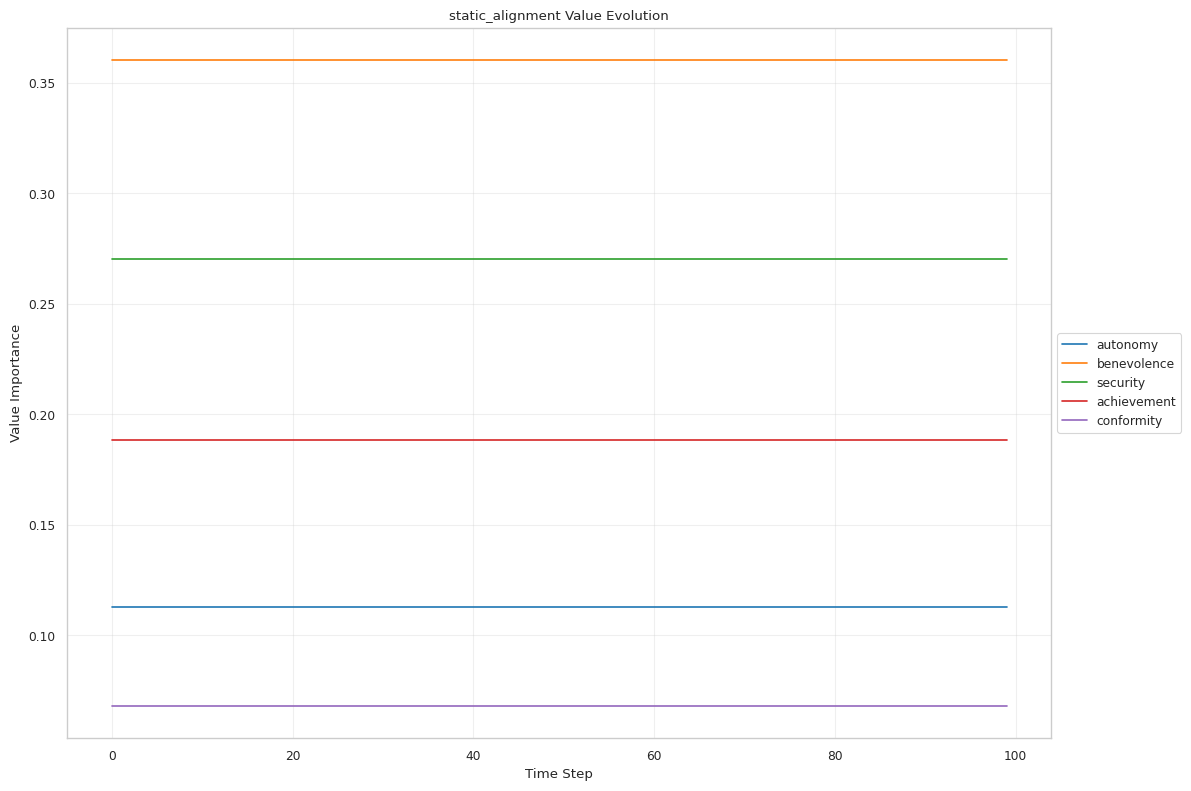 static_alignment Value Evolution
Value Importance
0.35
0.30
0.25
0.20
0.15
0.10
0
20
40
60
80
100
Time Step
autonomy
benevolence
security
achievement
conformity